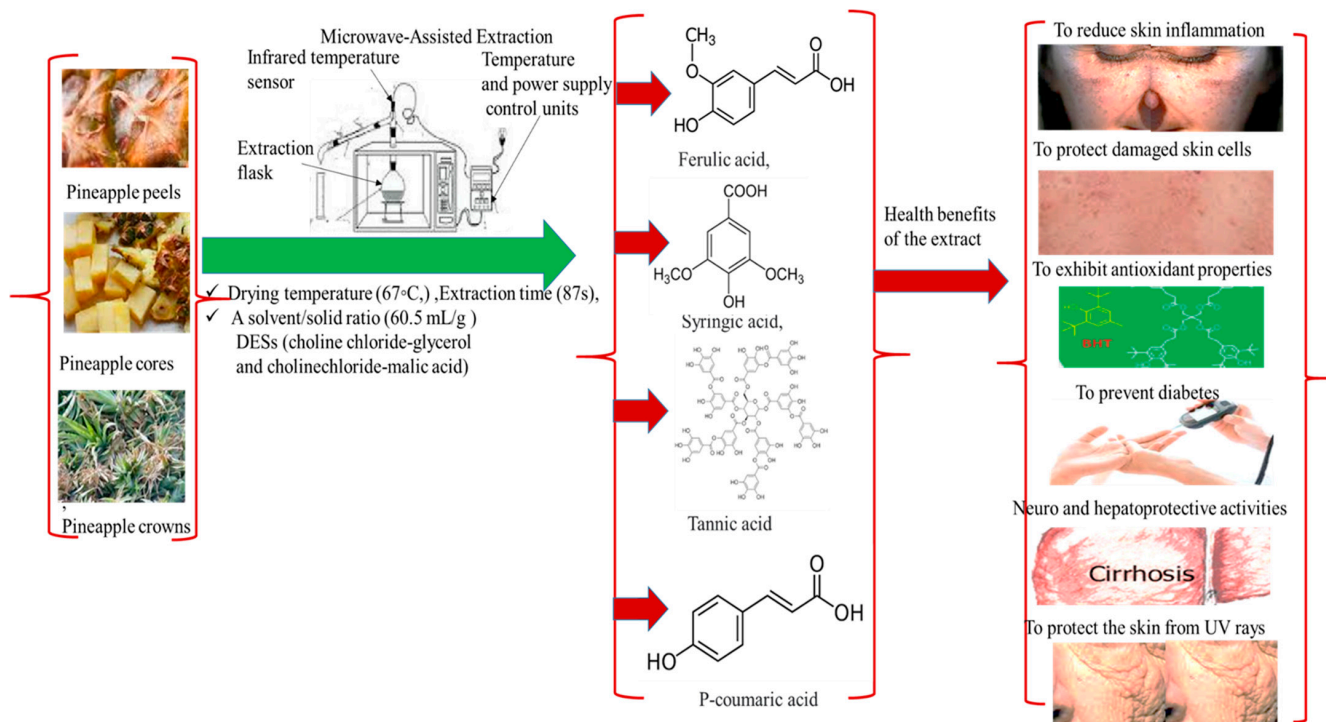 Microwave-Assisted Extraction
Infrared temperature
sensor
Temperature
and power supply
control units
Extraction
flask
Pineapple peels
Pineapple cores
,
Pineapple crowns
✓ Drying temperature (67◦C,) ,Extraction time (87s),
✓ A solvent/solid ratio (60.5 mL/g )
DESs (choline chloride-glycerol
and cholinechloride-malic acid)
CH₃
O
O
OH
HO
Ferulic acid,
COOH
H₃CO
OCH₃
OH
Syringic acid,
Tannic acid
O
OH
HO
P-coumaric acid
Health benefits
of the extract
To reduce skin inflammation
To protect damaged skin cells
To exhibit antioxidant properties
BHT
To prevent diabetes
Neuro and hepatoprotective activities
Cirrhosis
To protect the skin from UV rays